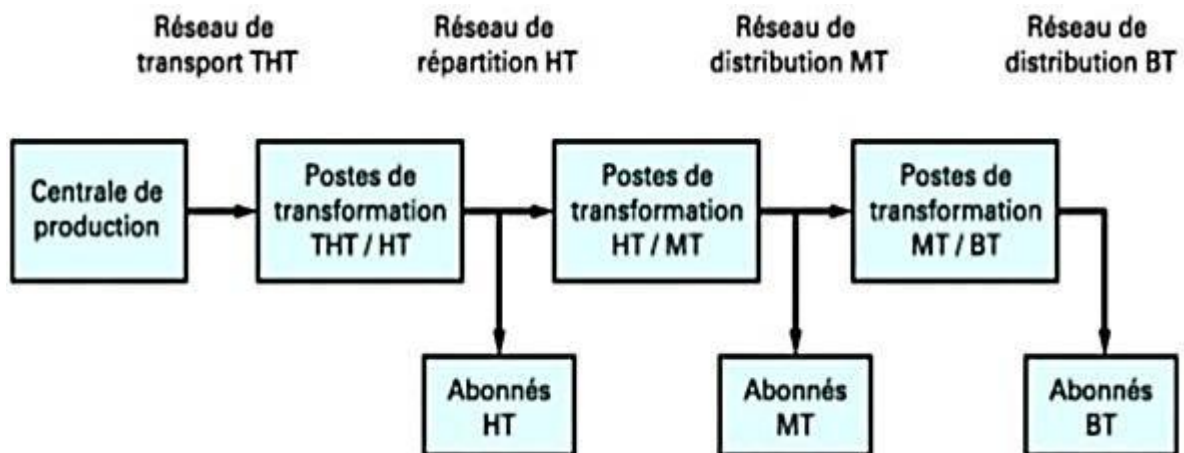 Réseau de
transport THT
Réseau de
répartition HT
Réseau de
distribution MT
Réseau de
distribution BT
Centrale de
production
Postes de
transformation
THT / HT
Postes de
transformation
HT / MT
Postes de
transformation
MT / BT
Abonnés
HT
Abonnés
MT
Abonnés
BT